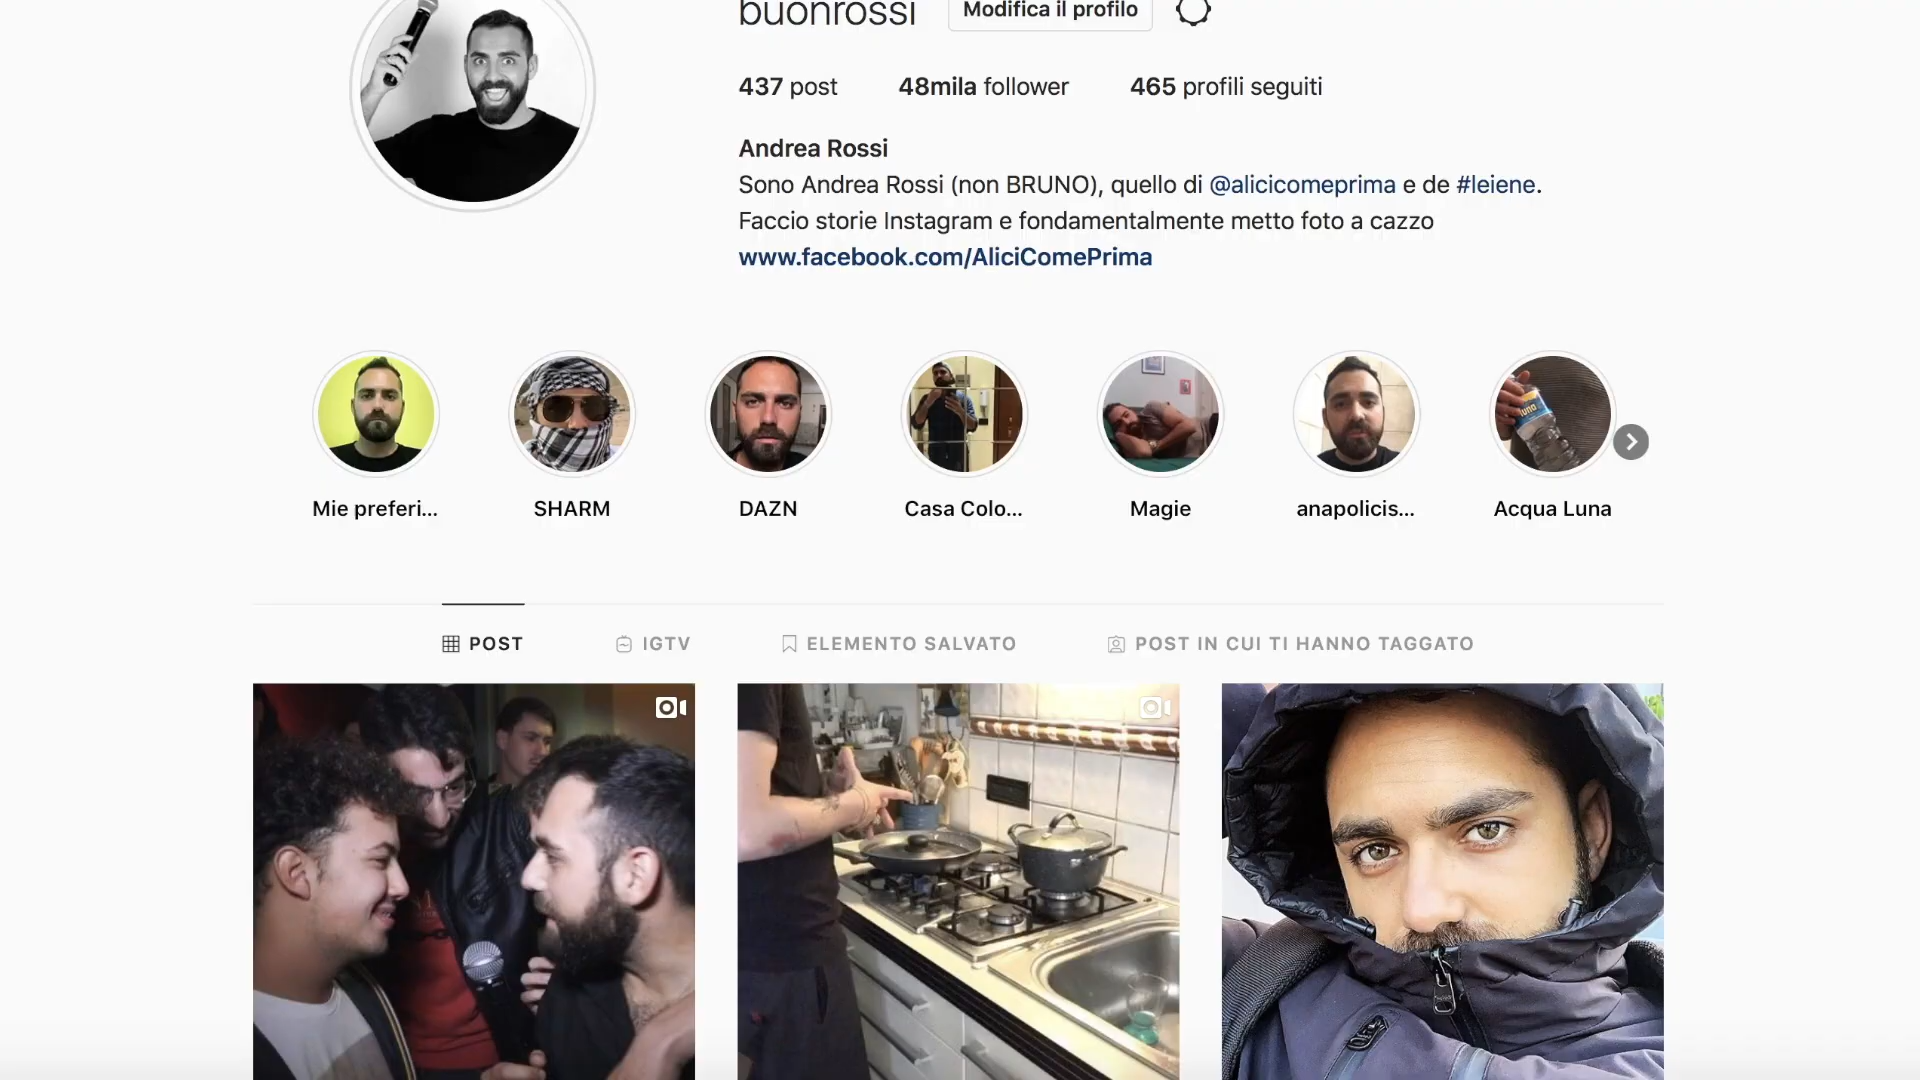 buonrossi Modifica il profilo
437 post 48mila follower 465 profili seguiti
Andrea Rossi
Sono Andrea Rossi (non BRUNO), quello di @alicicomeprima e de #leiene.
Faccio storie Instagram e fondamentalmente metto foto a cazzo
www.facebook.com/AliciComePrima
Mie preferi... SHARM DAZN Casa Colo... Magie anapolicis... Acqua Luna
POST IGTV ELEMENTO SALVATO POST IN CUI TI HANNO TAGGATO